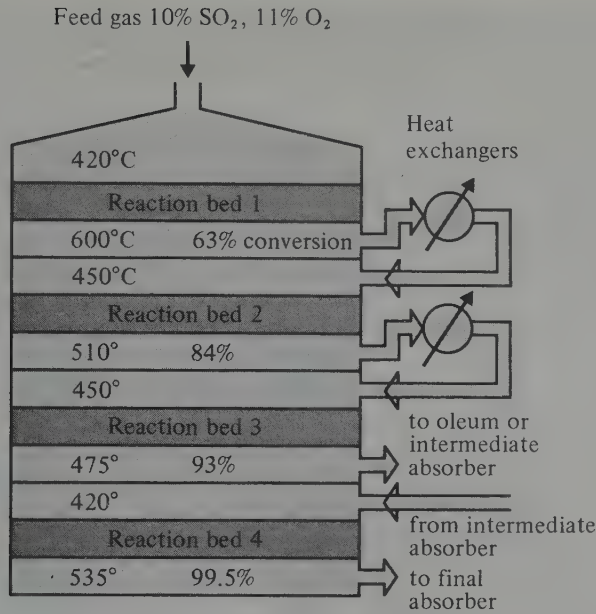 Feed gas 10% SO₂, 11% O₂
Heat
exchangers
420°C
Reaction bed 1
600°C 63% conversion
450°C
Reaction bed 2
510° 84%
450°
Reaction bed 3
to oleum or
intermediate
absorber
475° 93%
420°
from intermediate
absorber
Reaction bed 4
535° 99.5%
to final
absorber